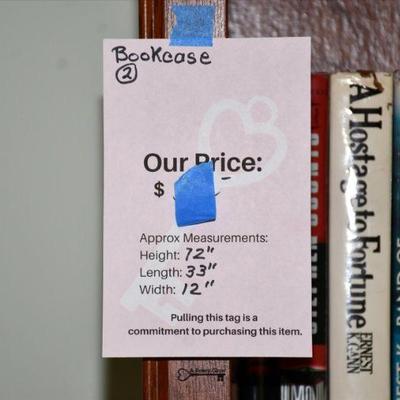 Bookcase
2
Our Price:
$
Approx Measurements:
Height: 72"
Length: 33"
Width: 12"
Pulling this tag is a
commitment to purchasing this item.
A Hostage to Fortune
ERNEST
K. GANN